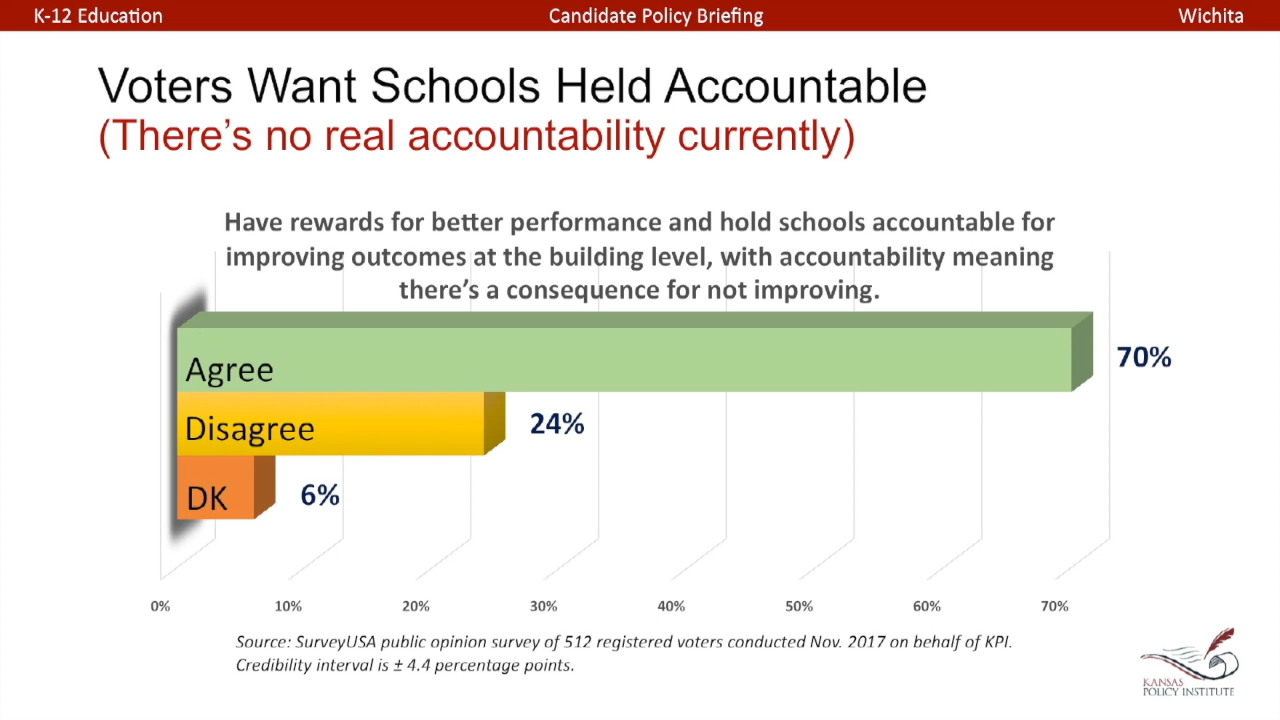 K-12 Education
Candidate Policy Briefing
Wichita
Voters Want Schools Held Accountable
(There's no real accountability currently)
Have rewards for better performance and hold schools accountable for
improving outcomes at the building level, with accountability meaning
there's a consequence for not improving.
Agree
70%
Disagree
24%
DK
6%
0%
10%
20%
30%
40%
50%
60%
70%
Source: SurveyUSA public opinion survey of 512 registered voters conducted Nov. 2017 on behalf of KPI.
Credibility interval is ± 4.4 percentage points.
KANSAS
POLICY INSTITUTE